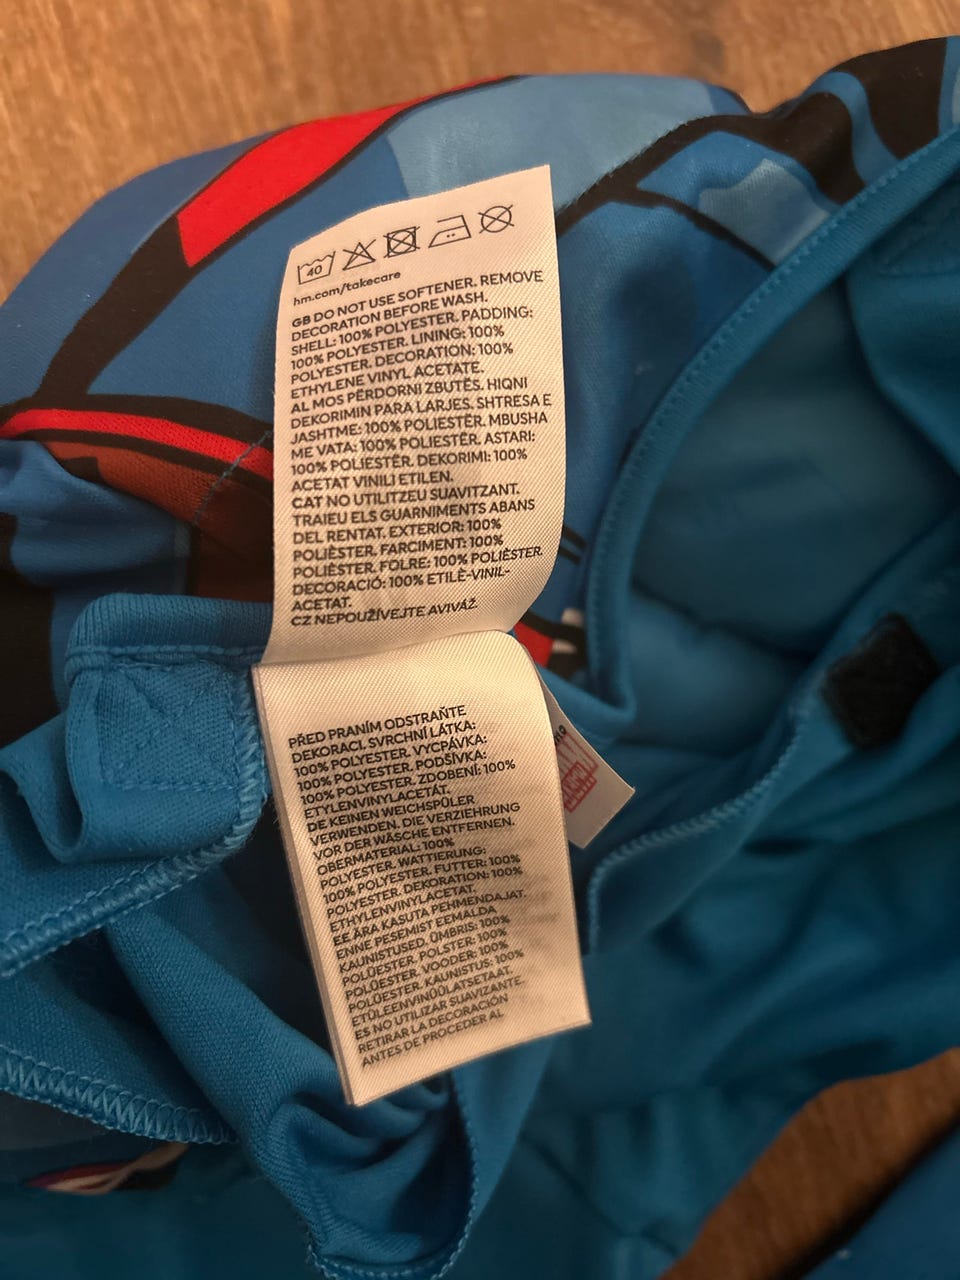 40
hm.com/takecare
GB DO NOT USE SOFTENER. REMOVE
DECORATION BEFORE WASH.
SHELL: 100% POLYESTER. PADDING:
100% POLYESTER. LINING: 100%
POLYESTER. DECORATION: 100%
ETHYLENE VINYL ACETATE.
AL MOS PËRDORNI ZBUTËS. HIQNI
DEKORIMIN PARA LARJES. SHTRESA E
JASHTME: 100% POLIESTËR. MBUSHA
ME VATA: 100% POLIESTËR. ASTARI:
100% POLIESTËR. DEKORIMI: 100%
ACETAT VINILI ETILEN.
CAT NO UTILITZEU SUAVITZANT.
TRAIEU ELS GUARNIMENTS ABANS
DEL RENTAT. EXTERIOR: 100%
POLIÈSTER. FARCIMENT: 100%
POLIÈSTER. FOLRE: 100% POLIÈSTER.
DECORACIÓ: 100% ETILÈ-VINIL-
ACETAT.
CZ NEPOUŽÍVEJTE AVIVÁŽ.
PŘED PRANÍM ODSTRAŇTE
DEKORACI. SVRCHNÍ LÁTKA:
100% POLYESTER. VYCPÁVKA:
100% POLYESTER. PODŠÍVKA:
100% POLYESTER. ZDOBENÍ: 100%
ETYLENVINYLACETÁT.
DE KEINEN WEICHSPÜLER
VERWENDEN. DIE VERZIEHRUNG
VOR DER WÄSCHE ENTFERNEN.
OBERMATERIAL: 100%
POLYESTER. WATTIERUNG:
100% POLYESTER. FUTTER: 100%
POLYESTER. DEKORATION: 100%
ETHYLENVINYLACETAT.
EE ÄRA KASUTA PEHMENDAJAT.
ENNE PESEMIST EEMALDA
KAUNISTUSED. ÜMBRIS: 100%
POLÜESTER. POLSTER: 100%
POLÜESTER. VOODER: 100%
POLÜESTER. KAUNISTUS: 100%
ETÜLEENVINÜÜLATSETAAT.
ES NO UTILIZAR SUAVIZANTE.
RETIRAR LA DECORACIÓN
ANTES DE PROCEDER AL